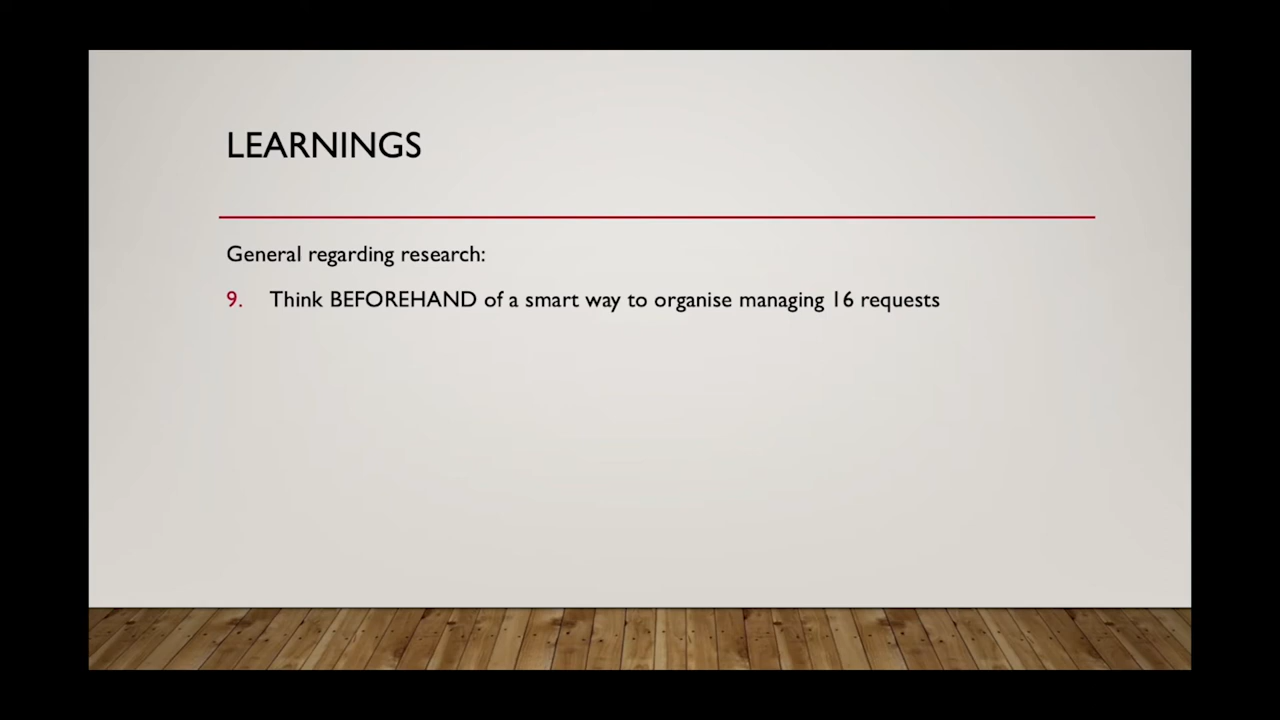 LEARNINGS
General regarding research:
9. Think BEFOREHAND of a smart way to organise managing 16 requests